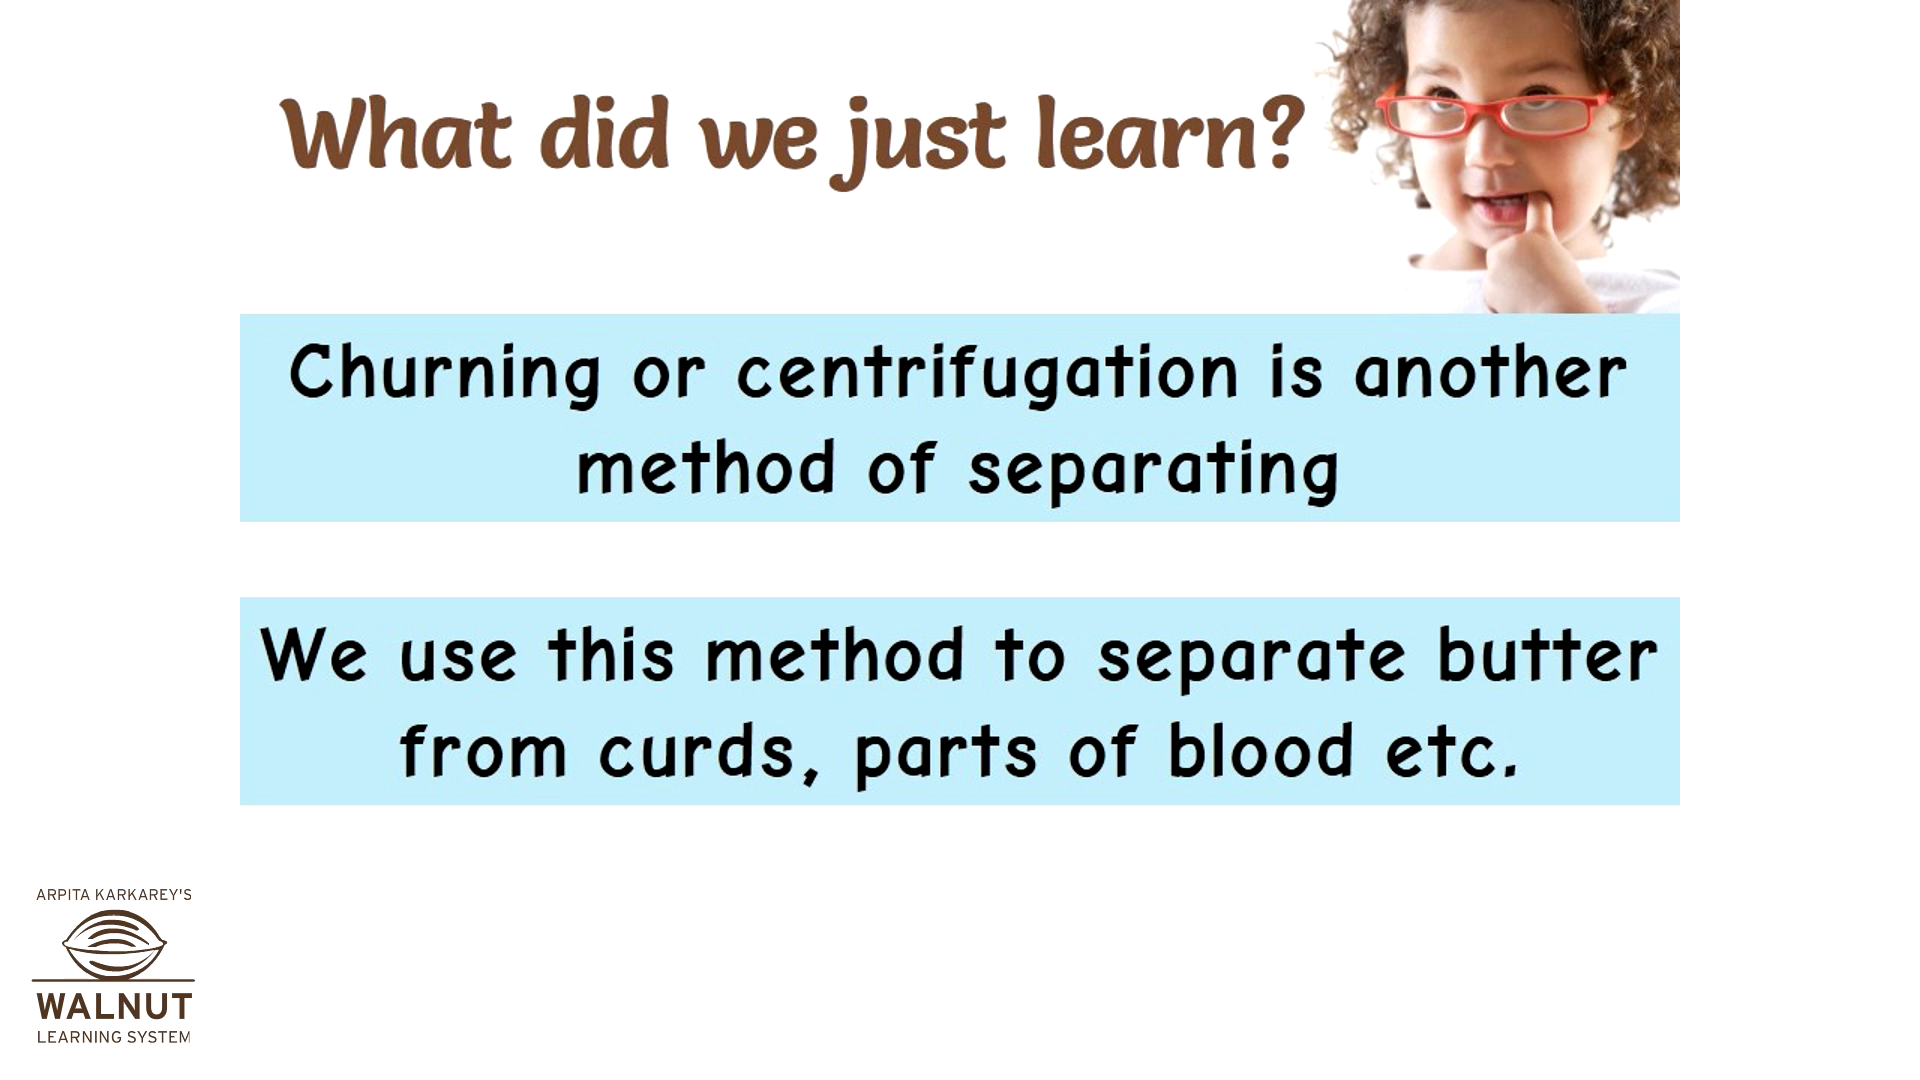 What did we just learn?
Churning or centrifugation is another
method of separating
We use this method to separate butter
from curds, parts of blood etc.
ARPITA KARKAREY'S
WALNUT
LEARNING SYSTEM